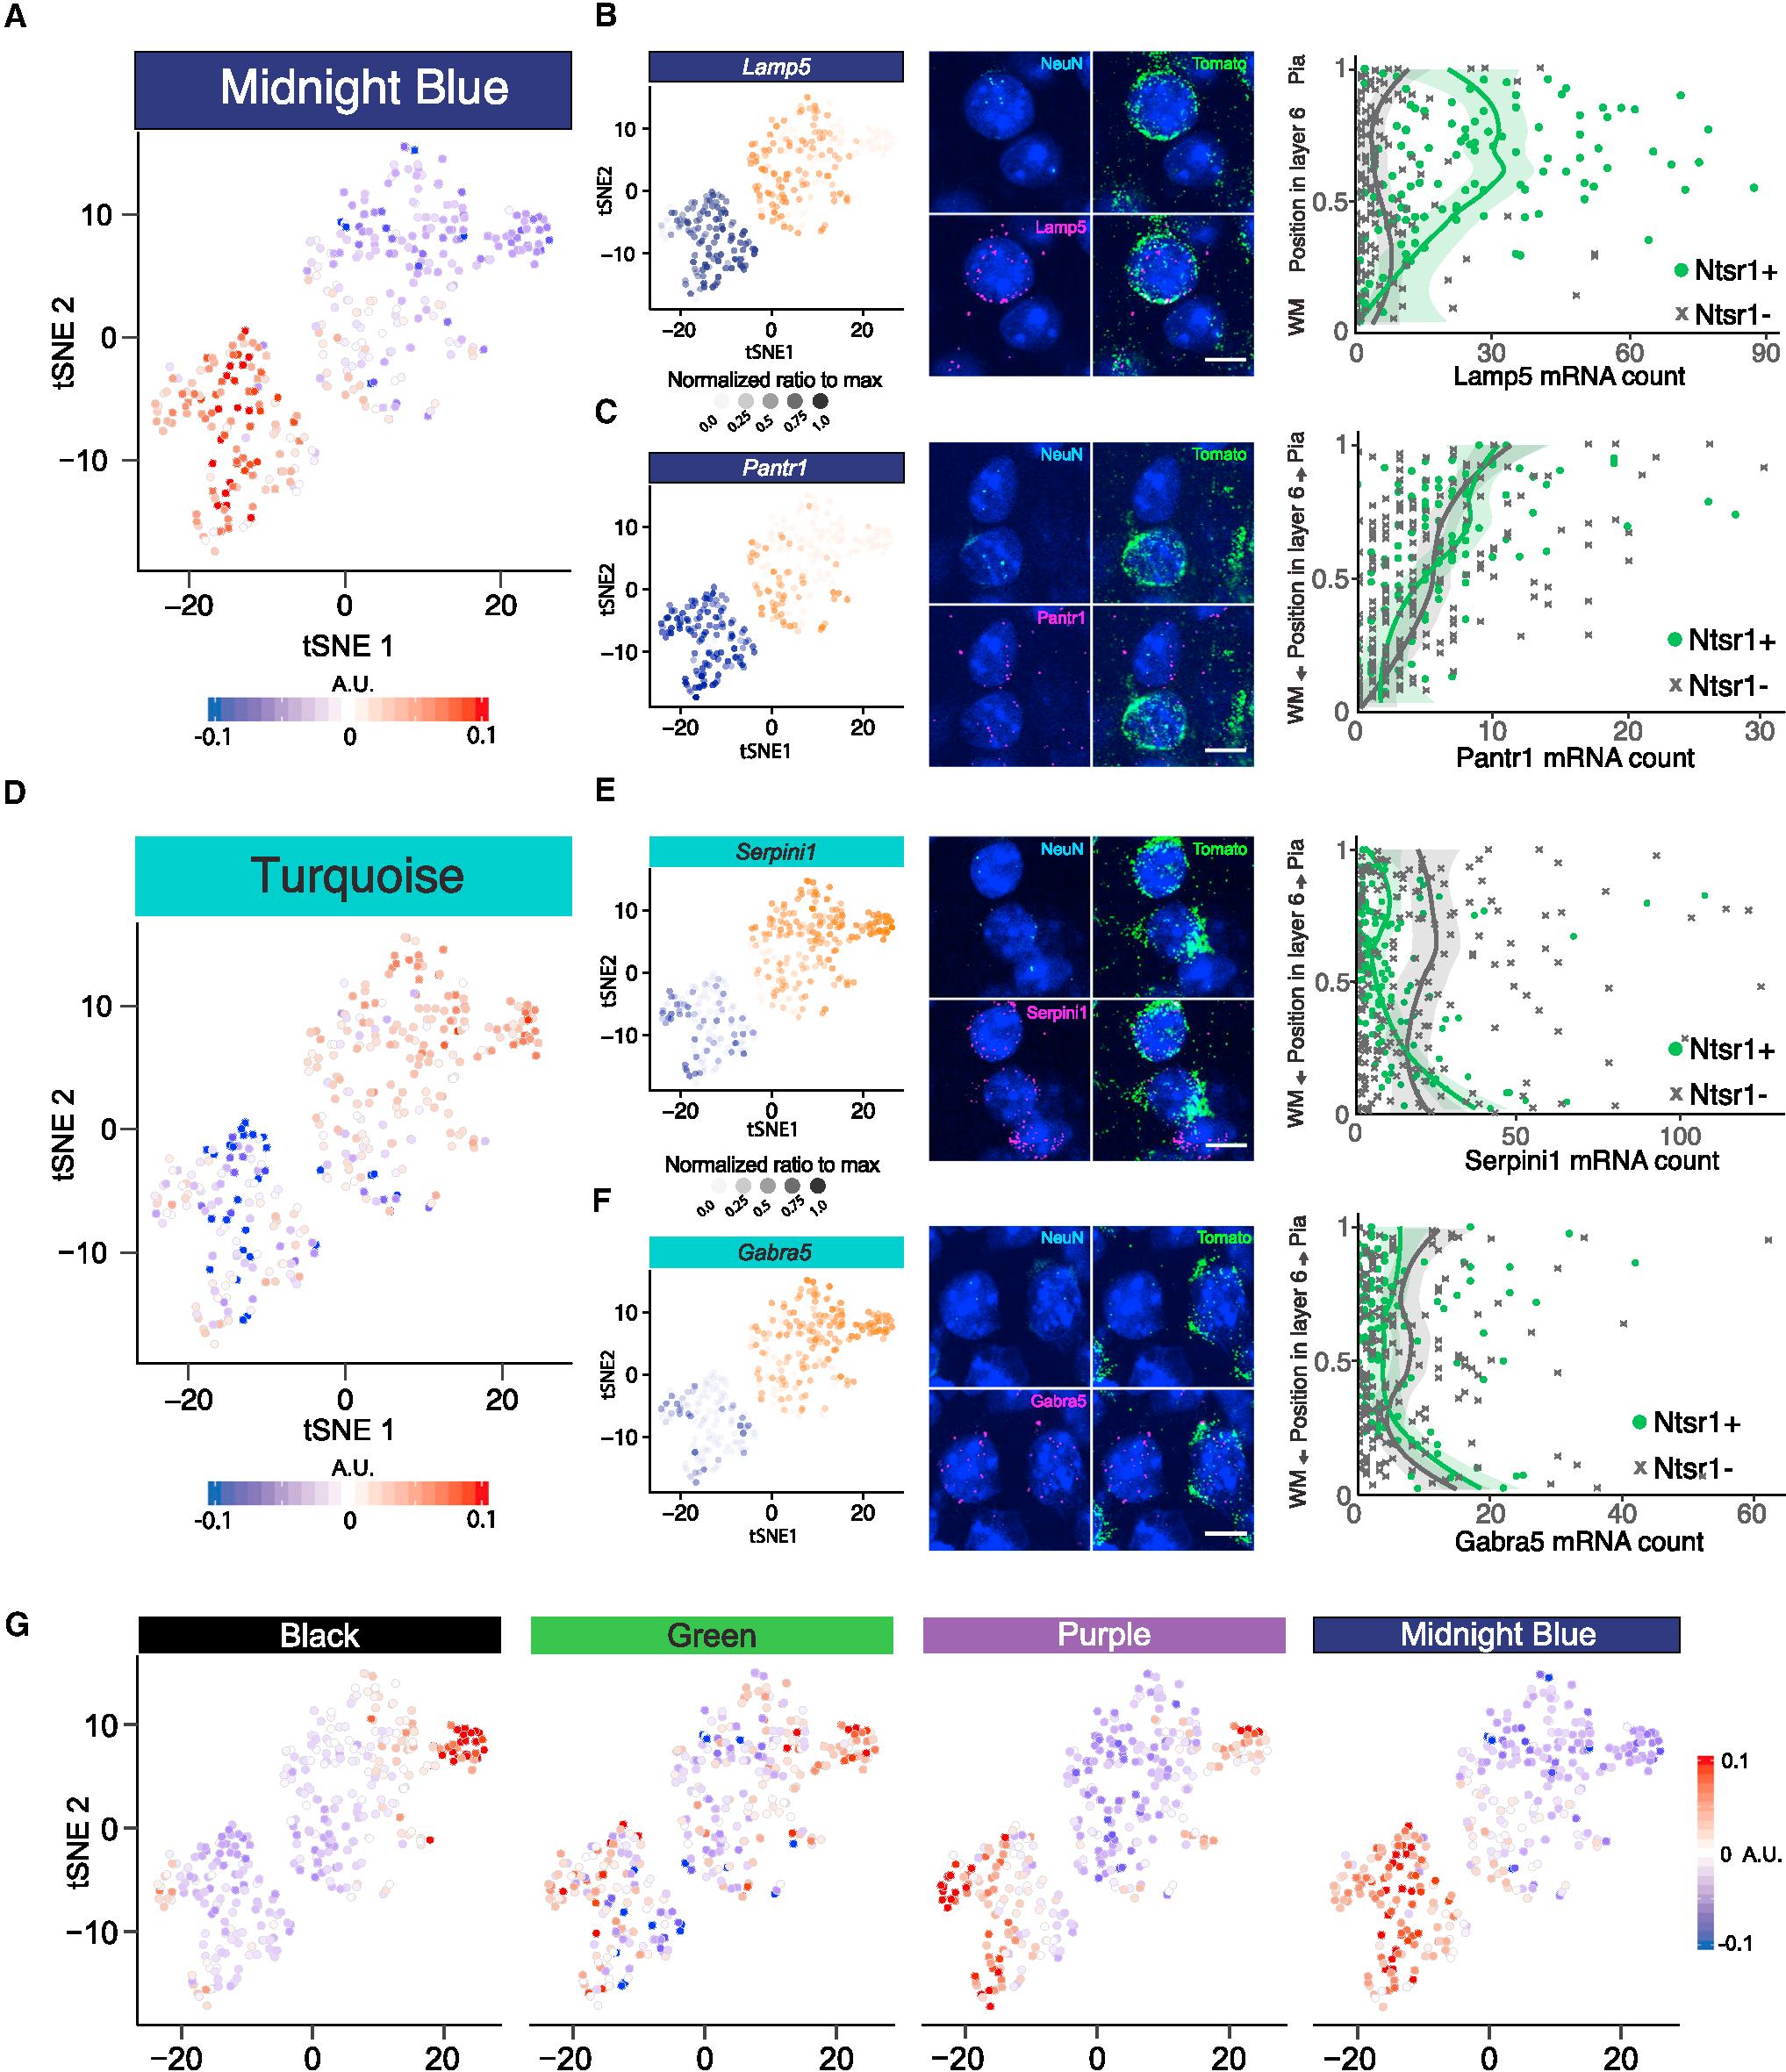 A
Midnight Blue
tSNE 2
10
0
−10
−20
0
20
tSNE 1
A.U.
-0.1
0
0.1
B
Lamp5
tSNE2
10
0
−10
−20
0
20
tSNE1
Normalized ratio to max
0.0
0.25
0.5
0.75
1.0
NeuN
Tomato
Lamp5
WM Position in layer 6 Pia
1
0.5
0
Ntsr1+
Ntsr1-
0
30
60
90
Lamp5 mRNA count
C
Pantr1
tSNE2
10
0
−10
−20
0
20
tSNE1
NeuN
Tomato
Pantr1
WM ← Position in layer 6 → Pia
1
0.5
0
Ntsr1+
Ntsr1-
0
10
20
30
Pantr1 mRNA count
D
Turquoise
tSNE 2
10
0
−10
−20
0
20
tSNE 1
A.U.
-0.1
0
0.1
E
Serpini1
tSNE2
10
0
−10
−20
0
20
tSNE1
Normalized ratio to max
0.0
0.25
0.5
0.75
1.0
NeuN
Tomato
Serpini1
WM ← Position in layer 6 → Pia
1
0.5
0
Ntsr1+
Ntsr1-
0
50
100
Serpini1 mRNA count
F
Gabra5
tSNE2
10
0
−10
−20
0
20
tSNE1
NeuN
Tomato
Gabra5
WM ← Position in layer 6 → Pia
1
0.5
0
Ntsr1+
Ntsr1-
0
20
40
60
Gabra5 mRNA count
G
Black
Green
Purple
Midnight Blue
tSNE 2
10
0
−10
−20
0
20
−20
0
20
−20
0
20
−20
0
20
0.1
0 A.U.
-0.1